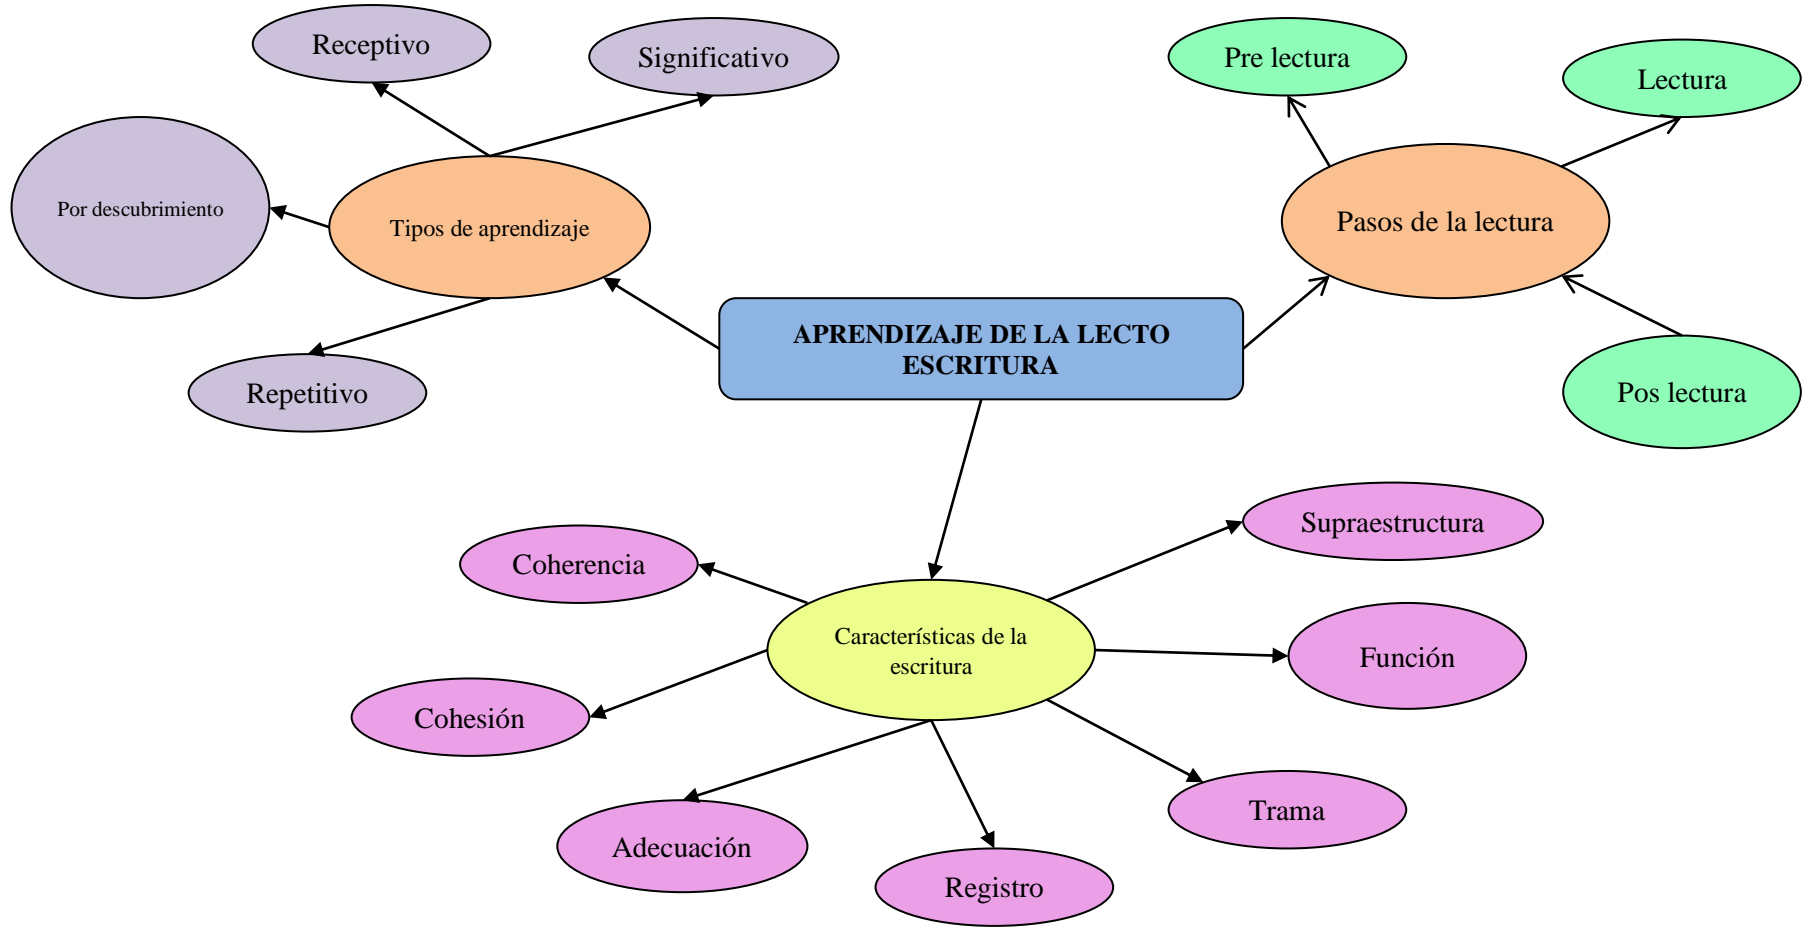 Receptivo
Significativo
Pre lectura
Lectura
Por descubrimiento
Tipos de aprendizaje
Pasos de la lectura
APRENDIZAJE DE LA LECTO
ESCRITURA
Repetitivo
Pos lectura
Supraestructura
Coherencia
Características de la
escritura
Función
Cohesión
Trama
Adecuación
Registro